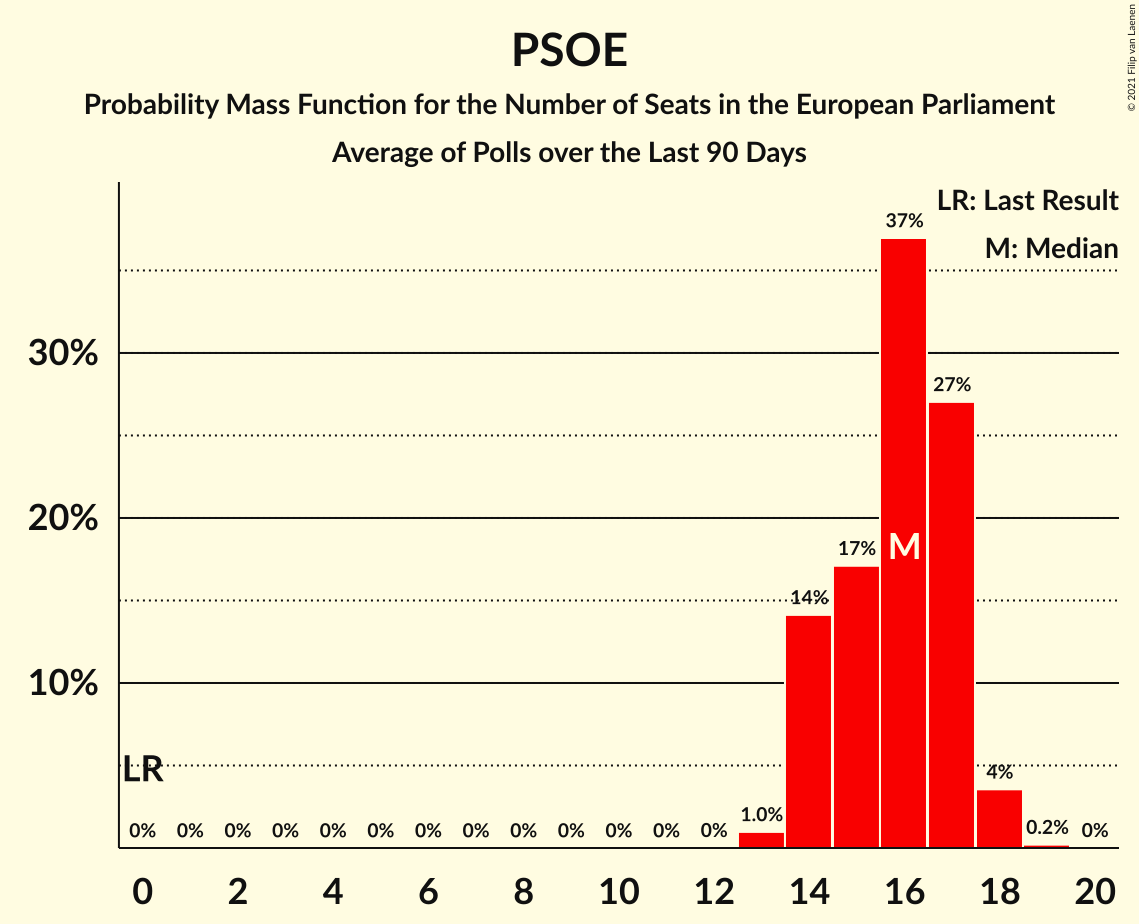 PSOE
Probability Mass Function for the Number of Seats in the European Parliament
Average of Polls over the Last 90 Days
© 2021 Filip van Laenen
LR: Last Result
M: Median
37%
30%
27%
20%
17%
M
14%
10%
LR
4%
0% 0% 0% 0% 0% 0% 0% 0% 0% 0% 0% 0% 0% 1.0% 0.2% 0%
0 2 4 6 8 10 12 14 16 18 20